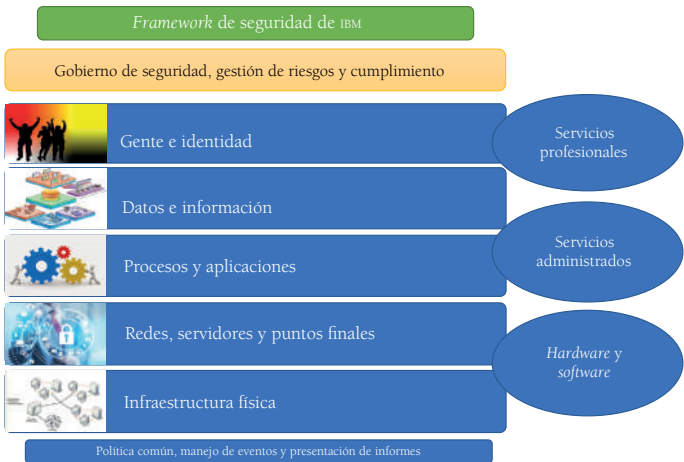 Framework de seguridad de IBM
Gobierno de seguridad, gestión de riesgos y cumplimiento
Gente e identidad
Datos e información
Procesos y aplicaciones
Redes, servidores y puntos finales
Infraestructura física
Servicios
profesionales
Servicios
administrados
Hardware y
software
Política común, manejo de eventos y presentación de informes